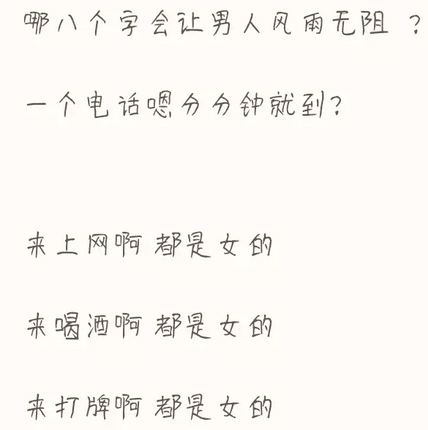 哪八个字会让男人风雨无阻 ？
一个电话嗯分分钟就到?
来上网啊 都是女的
来喝酒啊 都是女的
来打牌啊 都是女的